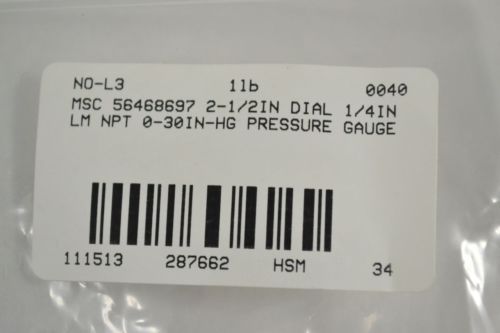 NO-L3 11b 0040
MSC 56468697 2-1/2IN DIAL 1/4IN
LM NPT 0-30IN-HG PRESSURE GAUGE
111513 287662 HSM 34